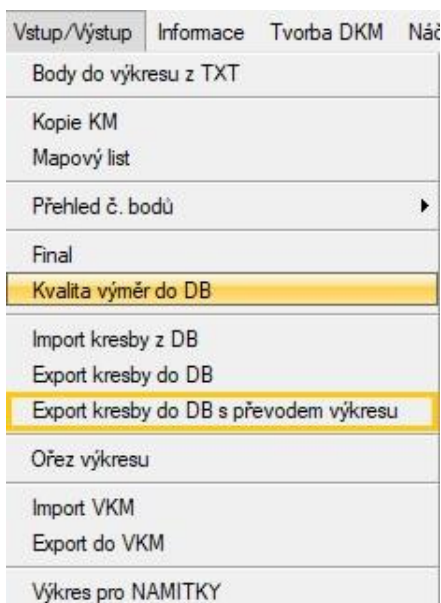 Vstup/Výstup Informace Tvorba DKM Náč
Body do výkresu z TXT
Kopie KM
Mapový list
Přehled č. bodů
Final
Kvalita výměr do DB
Import kresby z DB
Export kresby do DB
Export kresby do DB s převodem výkresu
Ořez výkresu
Import VKM
Export do VKM
Výkres pro NAMITKY